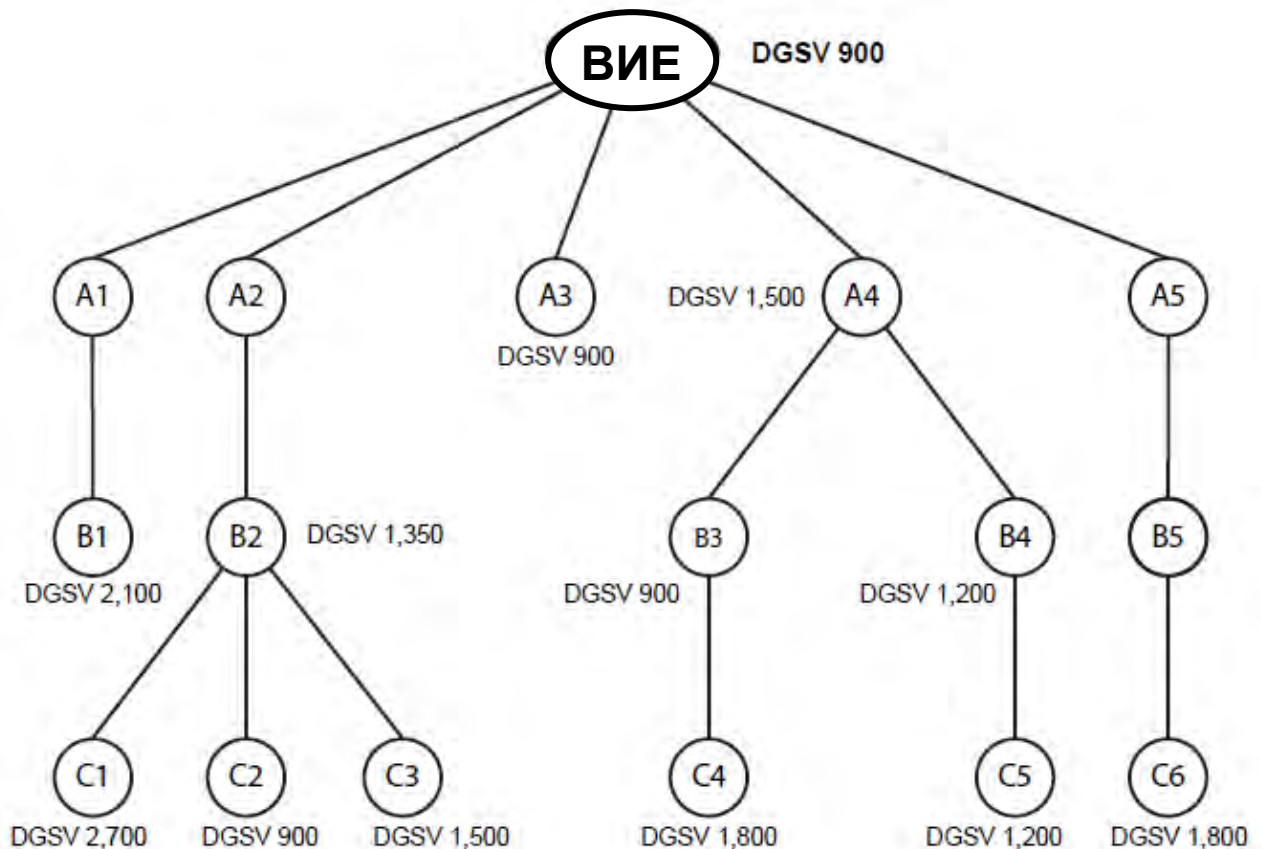 ВИЕ
DGSV 900
A1
A2
A3
DGSV 1,500
A4
A5
DGSV 900
B1
B2
DGSV 1,350
B3
B4
B5
DGSV 2,100
DGSV 900
DGSV 1,200
C1
C2
C3
C4
C5
C6
DGSV 2,700
DGSV 900
DGSV 1,500
DGSV 1,800
DGSV 1,200
DGSV 1,800